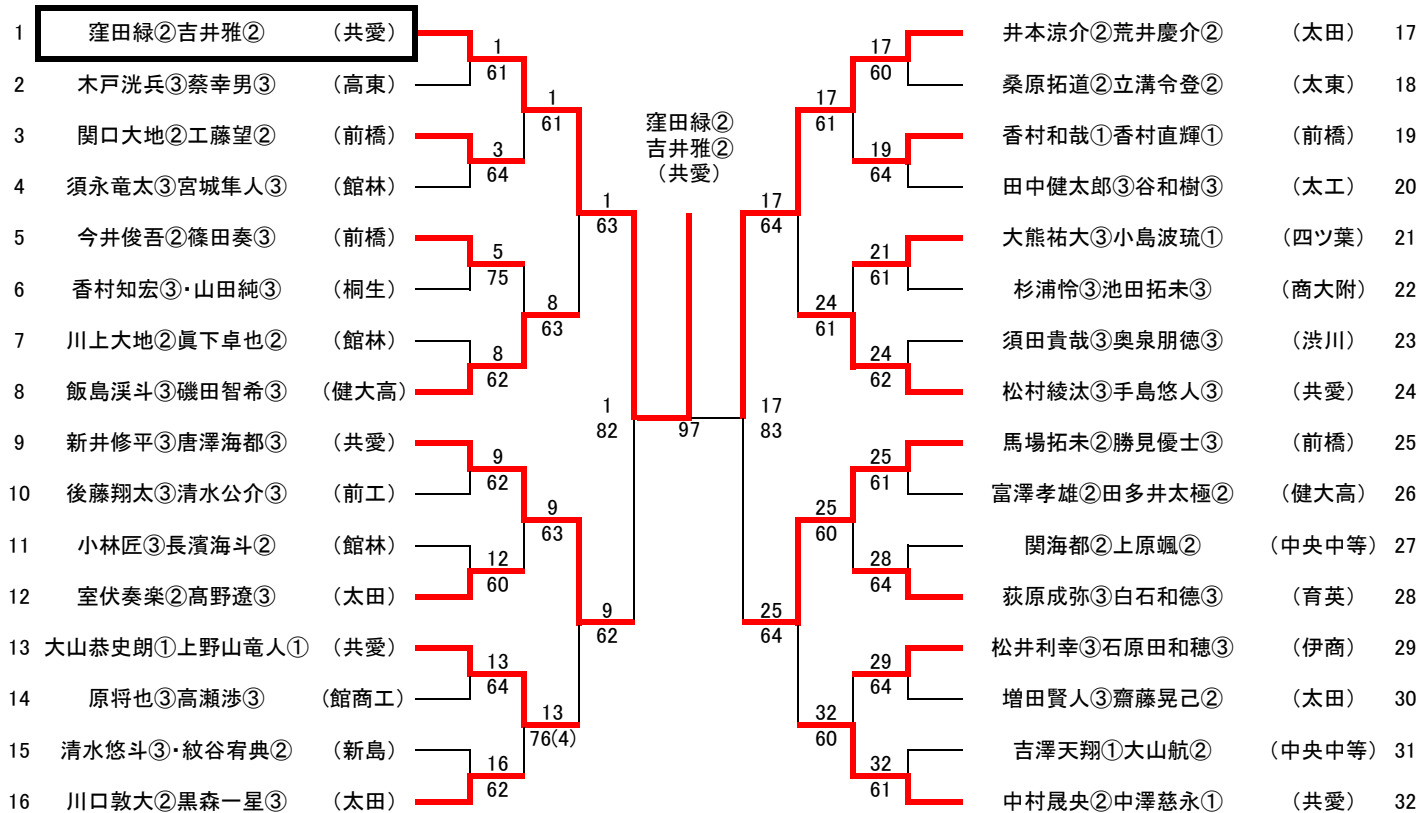 1 窪田緑②吉井雅② (共愛)
2 木戸洸兵③蔡幸男③ (高東)
3 関口大地②工藤望② (前橋)
4 須永竜太③宮城隼人③ (館林)
5 今井俊吾②篠田奏③ (前橋)
6 香村知宏③・山田純③ (桐生)
7 川上大地②眞下卓也② (館林)
8 飯島渓斗③磯田智希③ (健大高)
9 新井修平③唐澤海都③ (共愛)
10 後藤翔太③清水公介③ (前工)
11 小林匠③長濱海斗② (館林)
12 室伏奏楽②髙野遼③ (太田)
13 大山恭史朗①上野山竜人① (共愛)
14 原将也③高瀬渉③ (館商工)
15 清水悠斗③・紋谷宥典② (新島)
16 川口敦大②黒森一星③ (太田)
1
61
3
64
5
75
8
62
9
62
12
60
13
64
16
62
1
61
8
63
9
63
13
76(4)
1
63
9
62
1
82
窪田緑②
吉井雅②
(共愛)
97
17
83
17
64
25
64
17
61
24
61
25
60
32
60
17
60
19
64
21
61
24
62
25
61
28
64
29
64
32
61
井本涼介②荒井慶介② (太田) 17
桑原拓道②立溝令登② (太東) 18
香村和哉①香村直輝① (前橋) 19
田中健太郎③谷和樹③ (太工) 20
大熊祐大③小島波琉① (四ツ葉) 21
杉浦怜③池田拓未③ (商大附) 22
須田貴哉③奥泉朋徳③ (渋川) 23
松村綾汰③手島悠人③ (共愛) 24
馬場拓未②勝見優士③ (前橋) 25
富澤孝雄②田多井太極② (健大高) 26
関海都②上原颯② (中央中等) 27
荻原成弥③白石和德③ (育英) 28
松井利幸③石原田和穂③ (伊商) 29
増田賢人③齋藤晃己② (太田) 30
吉澤天翔①大山航② (中央中等) 31
中村晟央②中澤慈永① (共愛) 32